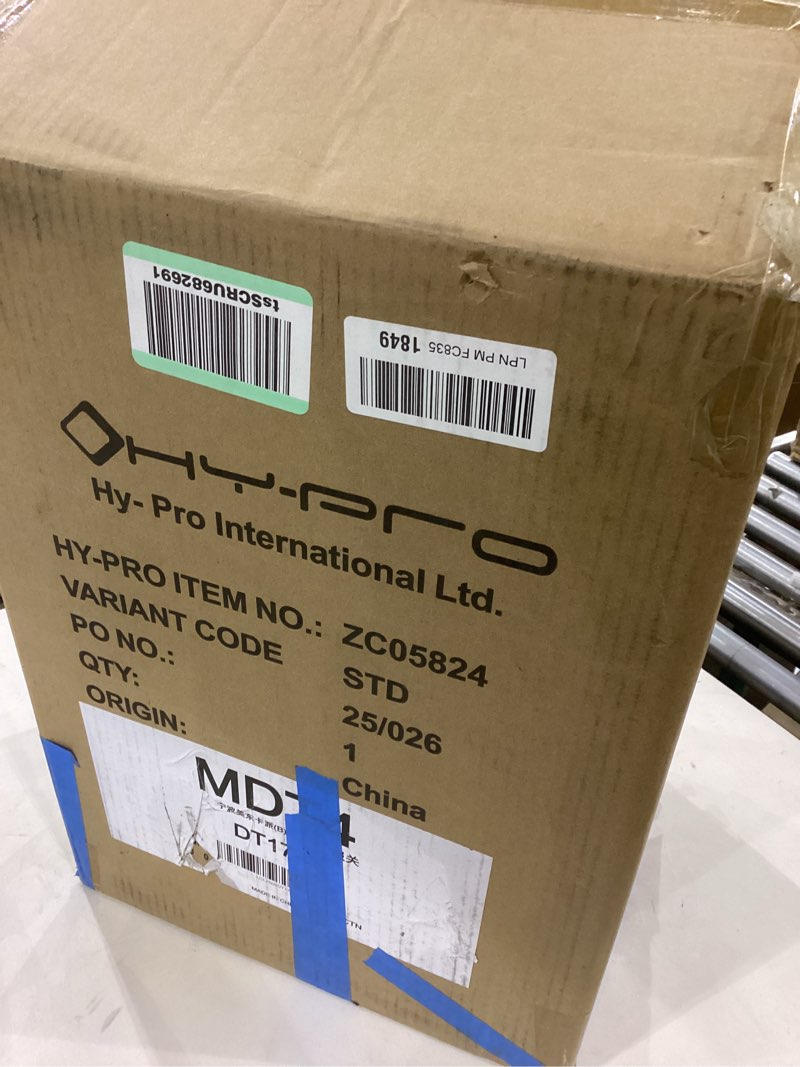 tsSCRU682691
LPN PM FC835 1849
HY-Pro
Hy- Pro International Ltd.
HY-PRO ITEM NO.: ZC05824
VARIANT CODE STD
PO NO.: 25/026
QTY: 1
ORIGIN: China